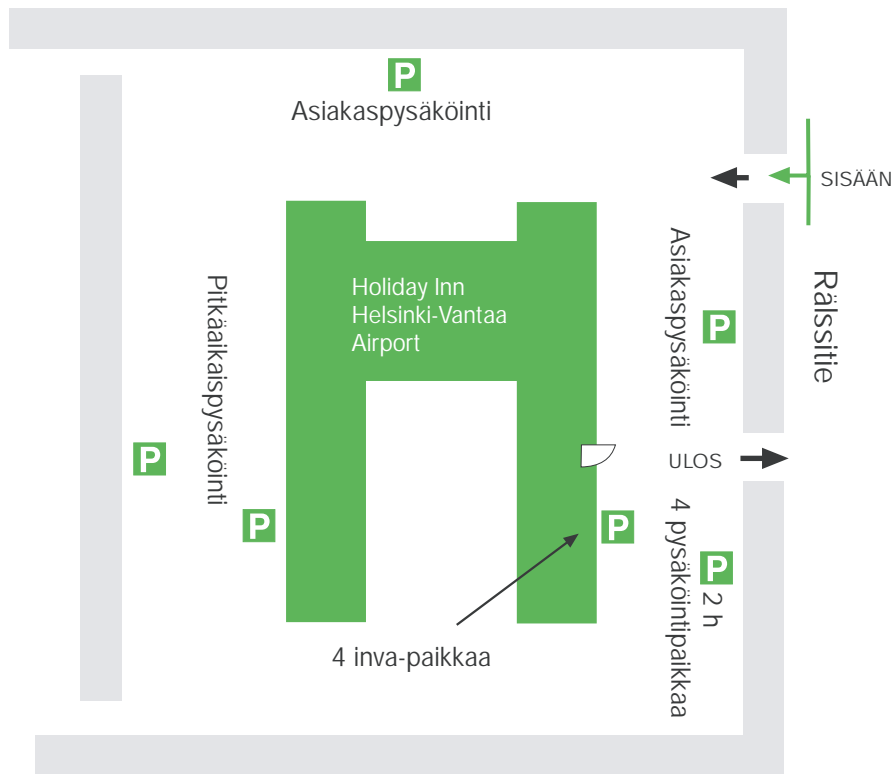 P
Asiakaspysäköinti
SISÄÄN
Holiday Inn
Helsinki-Vantaa
Airport
Pitkäaikaispysäköinti
Asiakaspysäköinti
P
Rälssitie
P
ULOS
P
P
4 pysäköintipaikkaa
P 2 h
4 inva-paikkaa